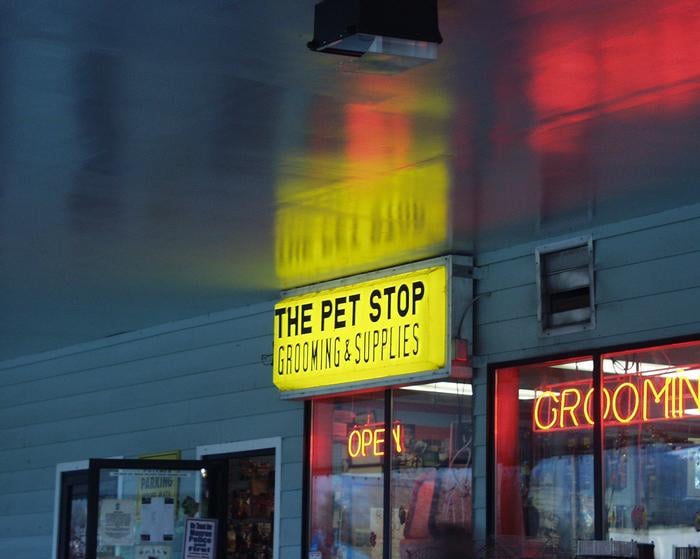 THE PET STOP
GROOMING & SUPPLIES
OPEN
GROOMIN
PARKING